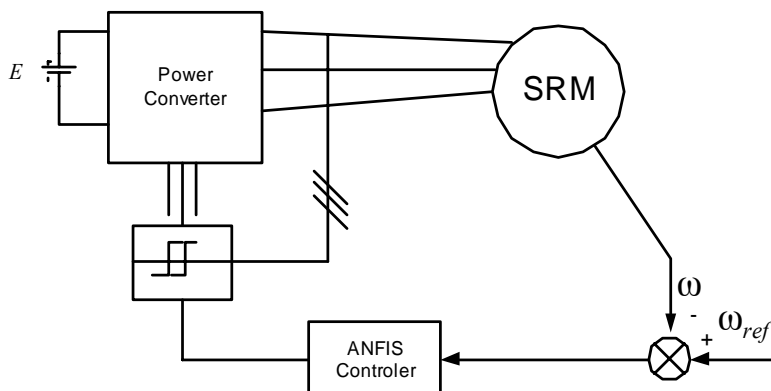 E
Power
Converter
SRM
ω
-
ω_ref
+
ANFIS
Controler